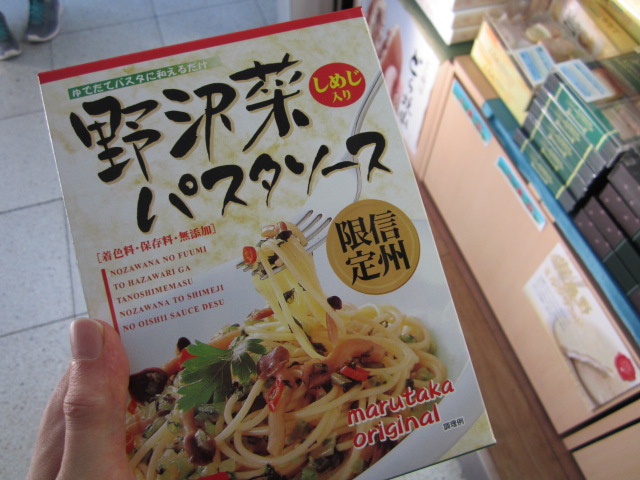 ゆでたてパスタに和えるだけ
野沢菜
しめじ
入り
パスタソース
[着色料・保存料・無添加]
NOZAWANA NO FUUMI
TO HAZAWARI GA
TANOSHIMEMASU
NOZAWANA TO SHIMEJI
NO OISHII SAUCE DESU
信州
限定
marutaka
original
調理例